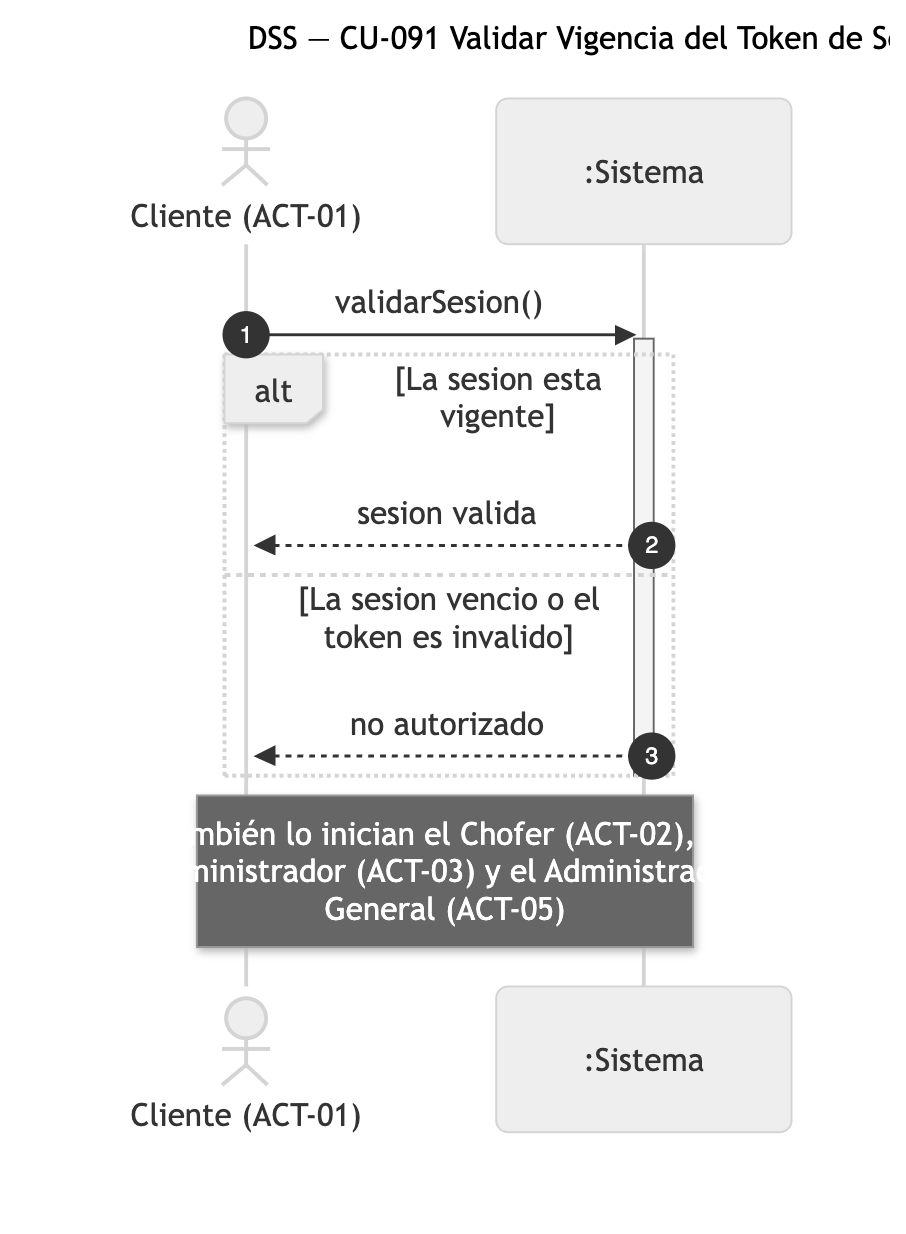 DSS — CU-091 Validar Vigencia del Token de
Cliente (ACT-01)
:Sistema
validarSesion()
1
alt
[La sesion esta
vigente]
sesion valida
2
[La sesion vencio o el
token es invalido]
no autorizado
3
lo inician el Chofer (ACT-02),
(ACT-03) y el
General (ACT-05)
Cliente (ACT-01)
:Sistema